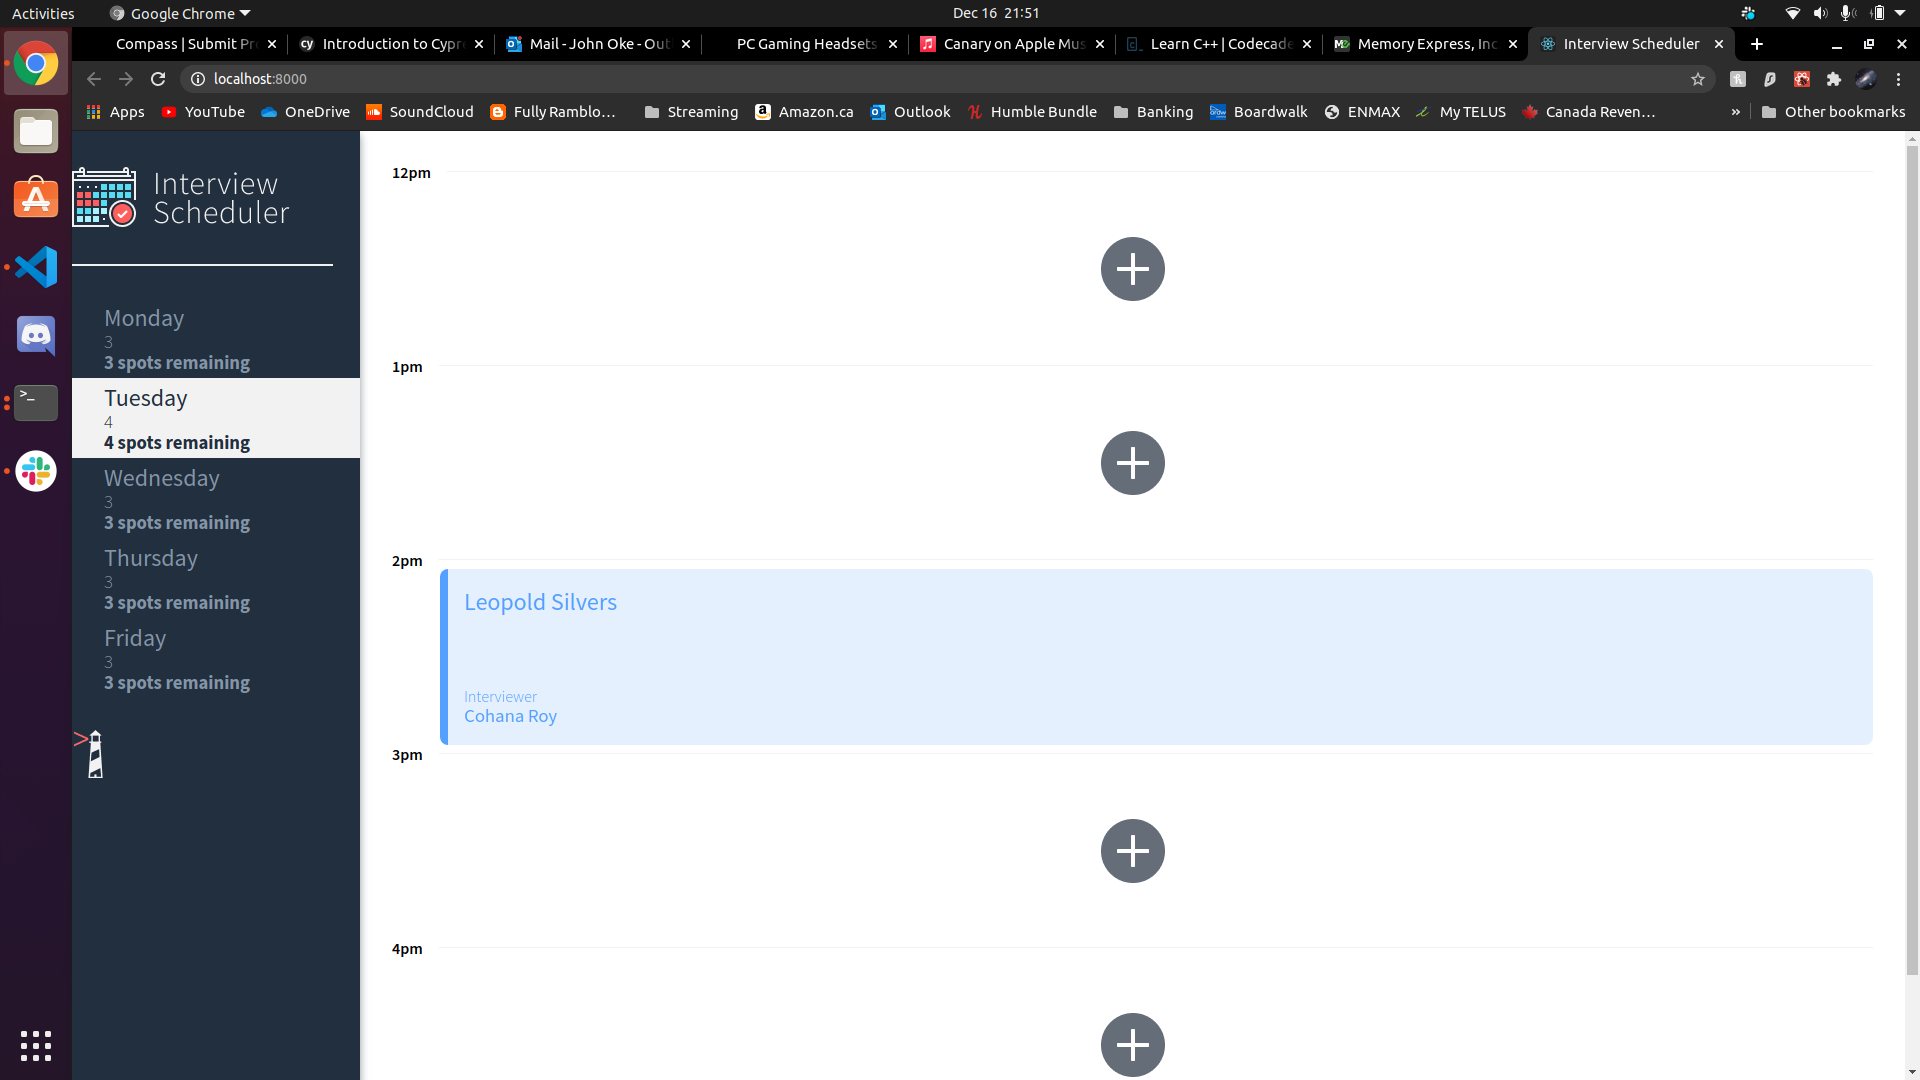 Activities
Google Chrome
Dec 16 21:51
Compass | Submit Pr
Introduction to Cypr
Mail - John Oke - Out
PC Gaming Headsets
Canary on Apple Mus
Learn C++ | Codecade
Memory Express, Inc
Interview Scheduler
localhost:8000
Apps
YouTube
OneDrive
SoundCloud
Fully Ramblo…
Streaming
Amazon.ca
Outlook
Humble Bundle
Banking
Boardwalk
ENMAX
My TELUS
Canada Reven…
»
Other bookmarks
Interview
Scheduler
Monday
3
3 spots remaining
Tuesday
4
4 spots remaining
Wednesday
3
3 spots remaining
Thursday
3
3 spots remaining
Friday
3
3 spots remaining
12pm
1pm
2pm
Leopold Silvers
Interviewer
Cohana Roy
3pm
4pm